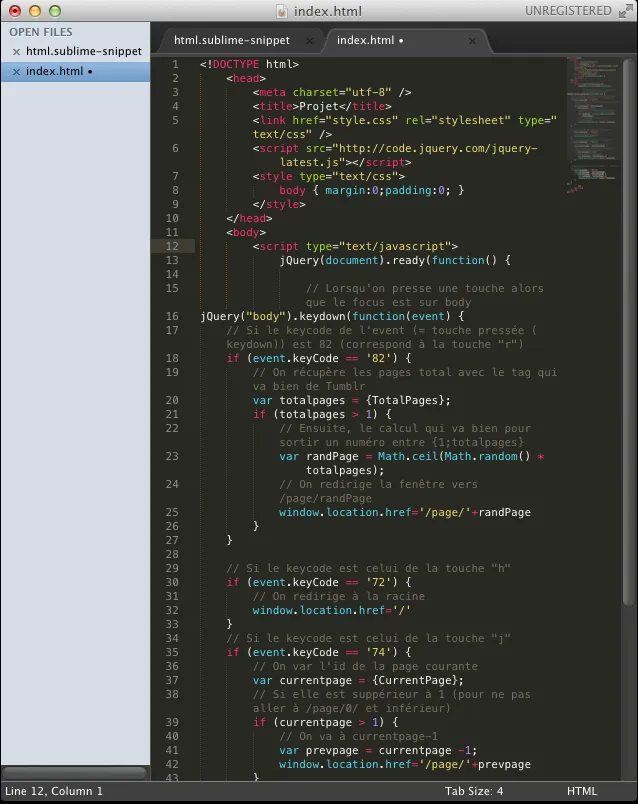 index.html
UNREGISTERED
OPEN FILES
html.sublime-snippet
index.html
html.sublime-snippet
index.html
1 <!DOCTYPE html>
2 <head>
3 <meta charset="utf-8" />
4 <title>Projet</title>
5 <link href="style.css" rel="stylesheet" type="
text/css" />
6 <script src="http://code.jquery.com/jquery-
latest.js"></script>
7 <style type="text/css">
8 body { margin:0;padding:0; }
9 </style>
10 </head>
11 <body>
12 <script type="text/javascript">
13 jQuery(document).ready(function() {
14
15 // Lorsqu'on presse une touche alors
que le focus est sur body
16 jQuery("body").keydown(function(event) {
17 // Si le keycode de l'event (= touche pressée (
keydown)) est 82 (correspond à la touche "r")
18 if (event.keyCode == '82') {
19 // On récupère les pages total avec le tag qui
va bien de Tumblr
20 var totalpages = {TotalPages};
21 if (totalpages > 1) {
22 // Ensuite, le calcul qui va bien pour
sortir un numéro entre {1;totalpages}
23 var randPage = Math.ceil(Math.random() *
totalpages);
24 // On redirige la fenêtre vers
/page/randPage
25 window.location.href='/page/'+randPage
26 }
27 }
28
29 // Si le keycode est celui de la touche "h"
30 if (event.keyCode == '72') {
31 // On redirige à la racine
32 window.location.href='/'
33 }
34 // Si le keycode est celui de la touche "j"
35 if (event.keyCode == '74') {
36 // On var l'id de la page courante
37 var currentpage = {CurrentPage};
38 // Si elle est suppérieur à 1 (pour ne pas
aller à /page/0/ et inférieur)
39 if (currentpage > 1) {
40 // On va à currentpage-1
41 var prevpage = currentpage -1;
42 window.location.href='/page/'+prevpage
43 }
Line 12, Column 1
Tab Size: 4
HTML